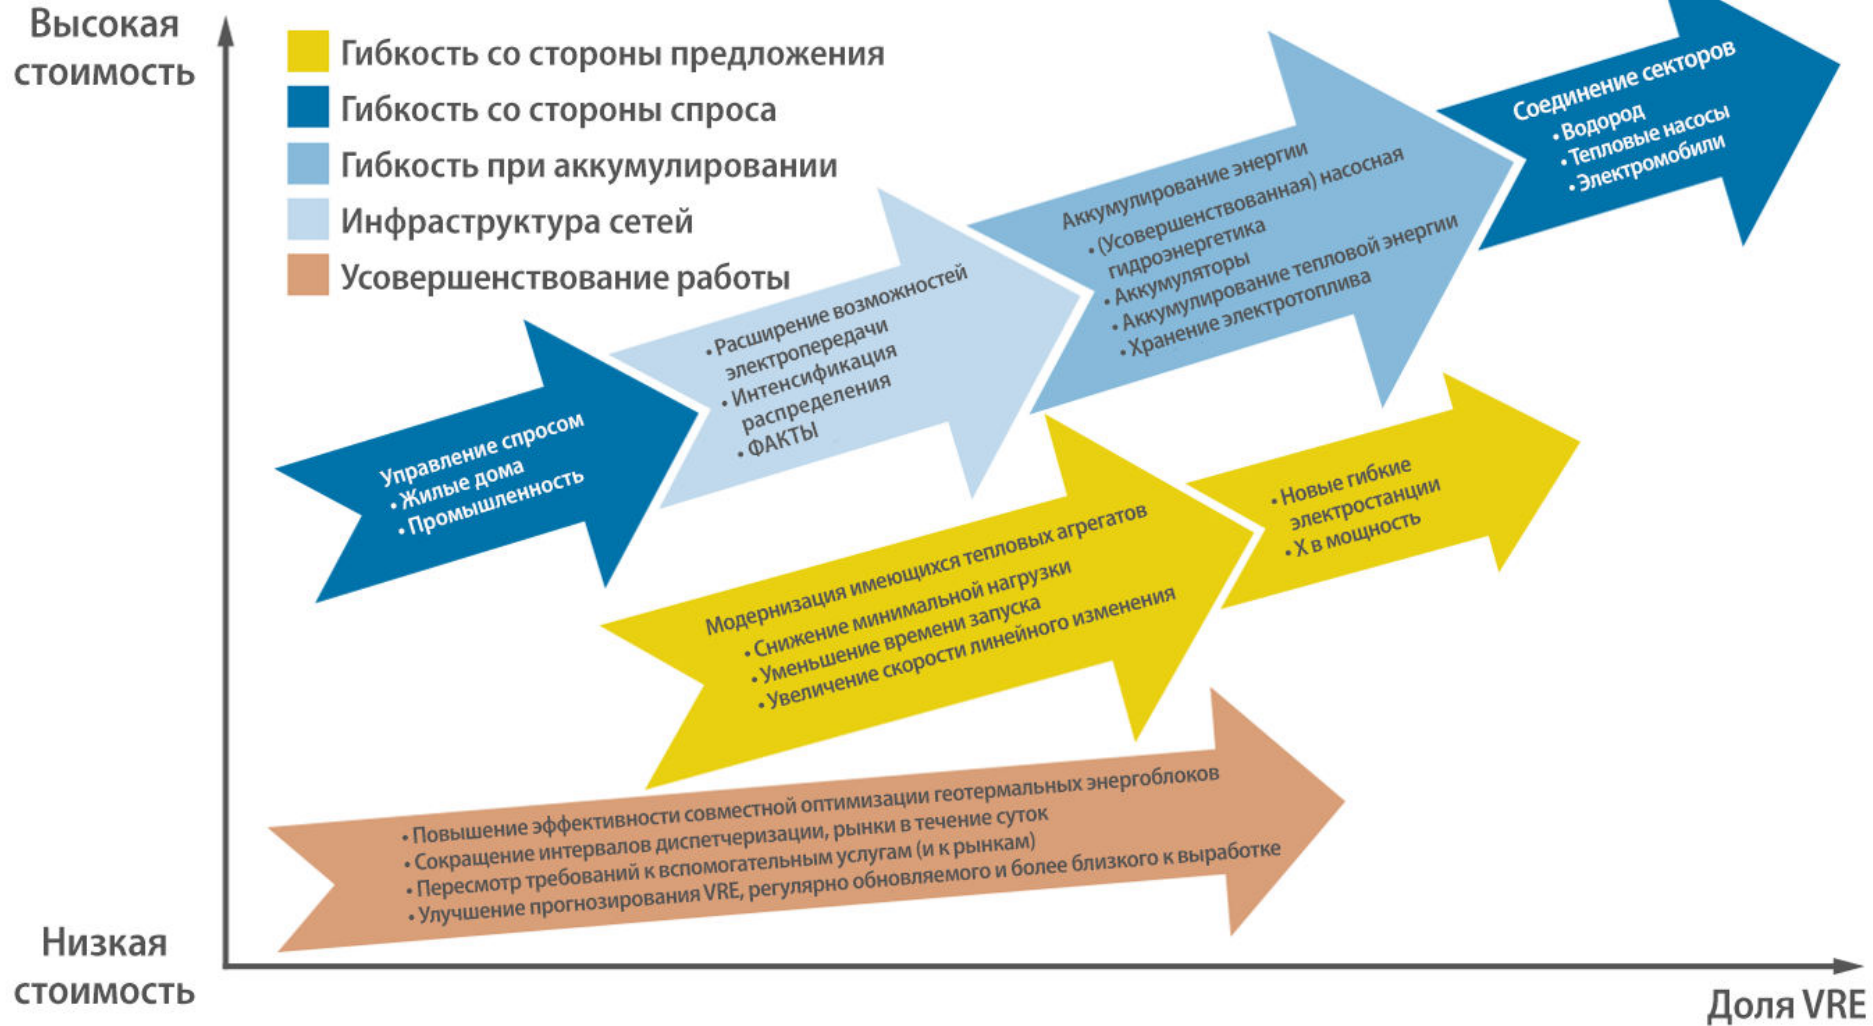 Высокая
стоимость
Гибкость со стороны предложения
Гибкость со стороны спроса
Гибкость при аккумулировании
Инфраструктура сетей
Усовершенствование работы
Соединение секторов
• Водород
• Тепловые насосы
• Электромобили
Аккумулирование энергии
• (Усовершенствованная) насосная
гидроэнергетика
• Аккумуляторы
• Аккумулирование тепловой энергии
• Хранение электротоплива
• Расширение возможностей
электропередачи
• Интенсификация
распределения
• ФАКТЫ
Управление спросом
• Жилые дома
• Промышленность
• Новые гибкие
электростанции
• Х в мощность
Модернизация имеющихся тепловых агрегатов
• Снижение минимальной нагрузки
• Уменьшение времени запуска
• Увеличение скорости линейного изменения
• Повышение эффективности совместной оптимизации геотермальных энергоблоков
• Сокращение интервалов диспетчеризации, рынки в течение суток
• Пересмотр требований к вспомогательным услугам (и к рынкам)
• Улучшение прогнозирования VRE, регулярно обновляемого и более близкого к выработке
Низкая
стоимость
Доля VRE